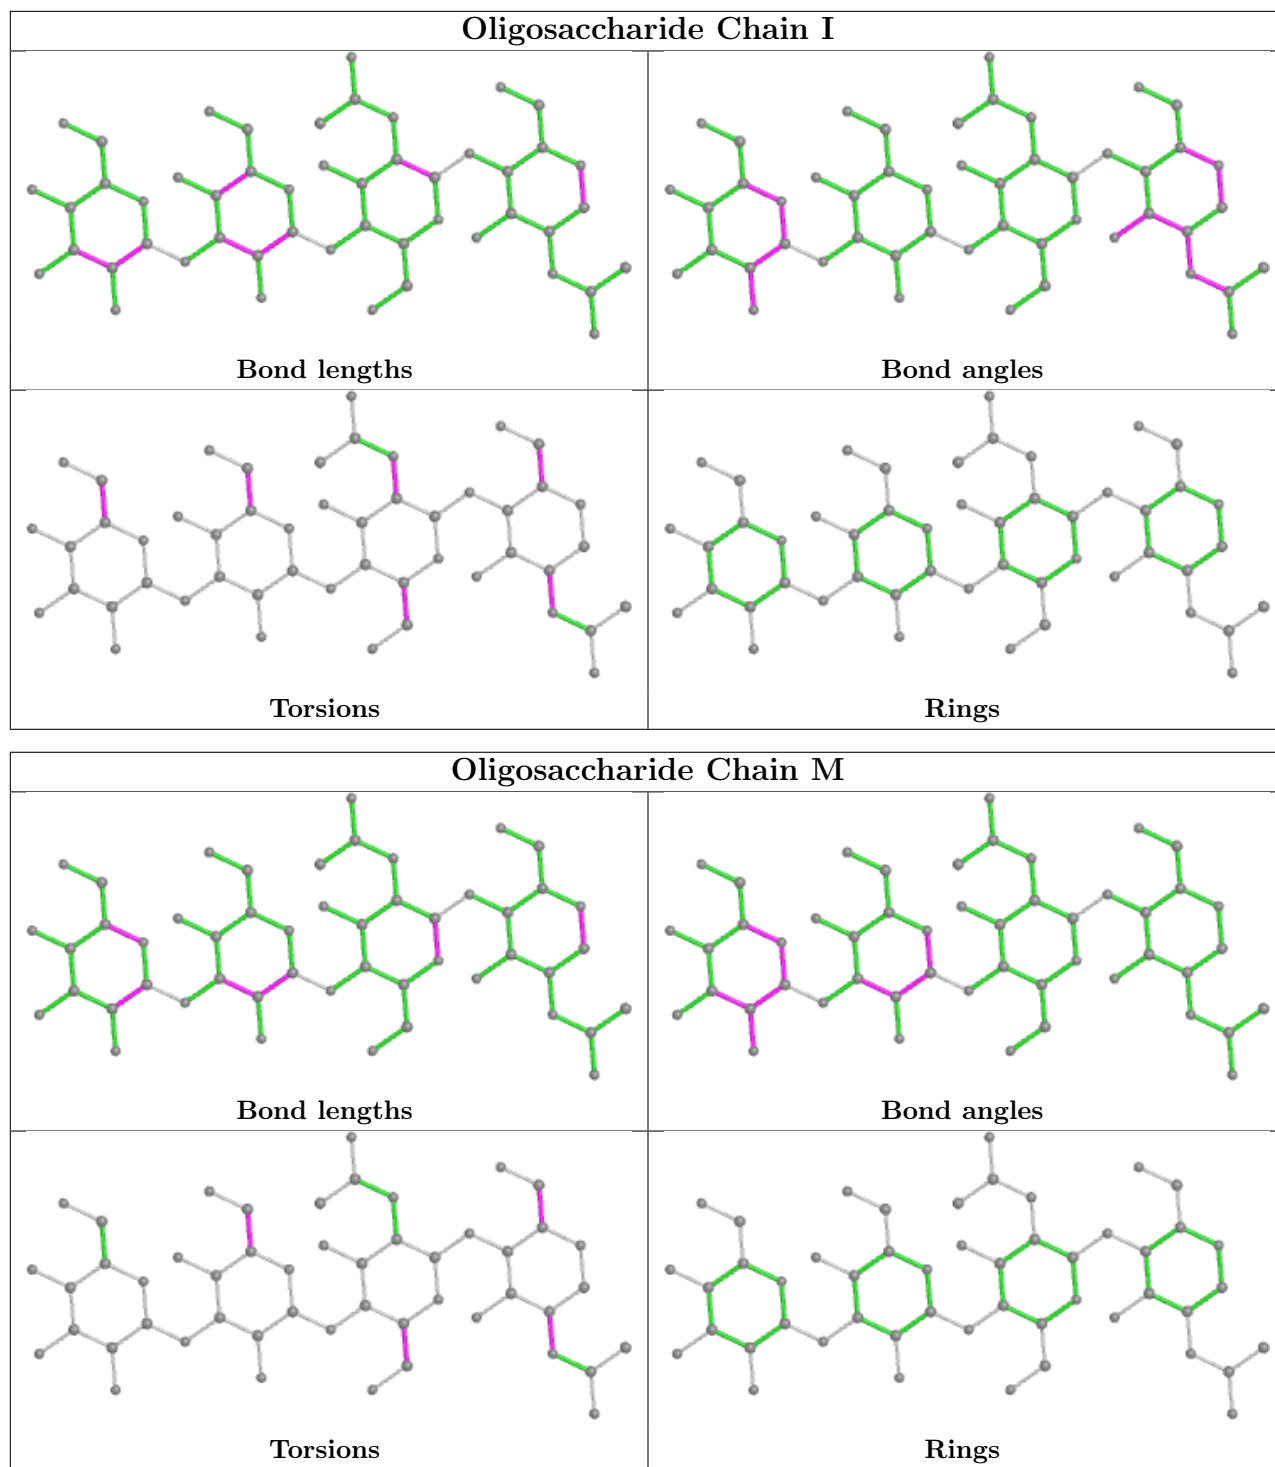 Oligosaccharide Chain I
Bond lengths
Bond angles
Torsions
Rings
Oligosaccharide Chain M
Bond lengths
Bond angles
Torsions
Rings